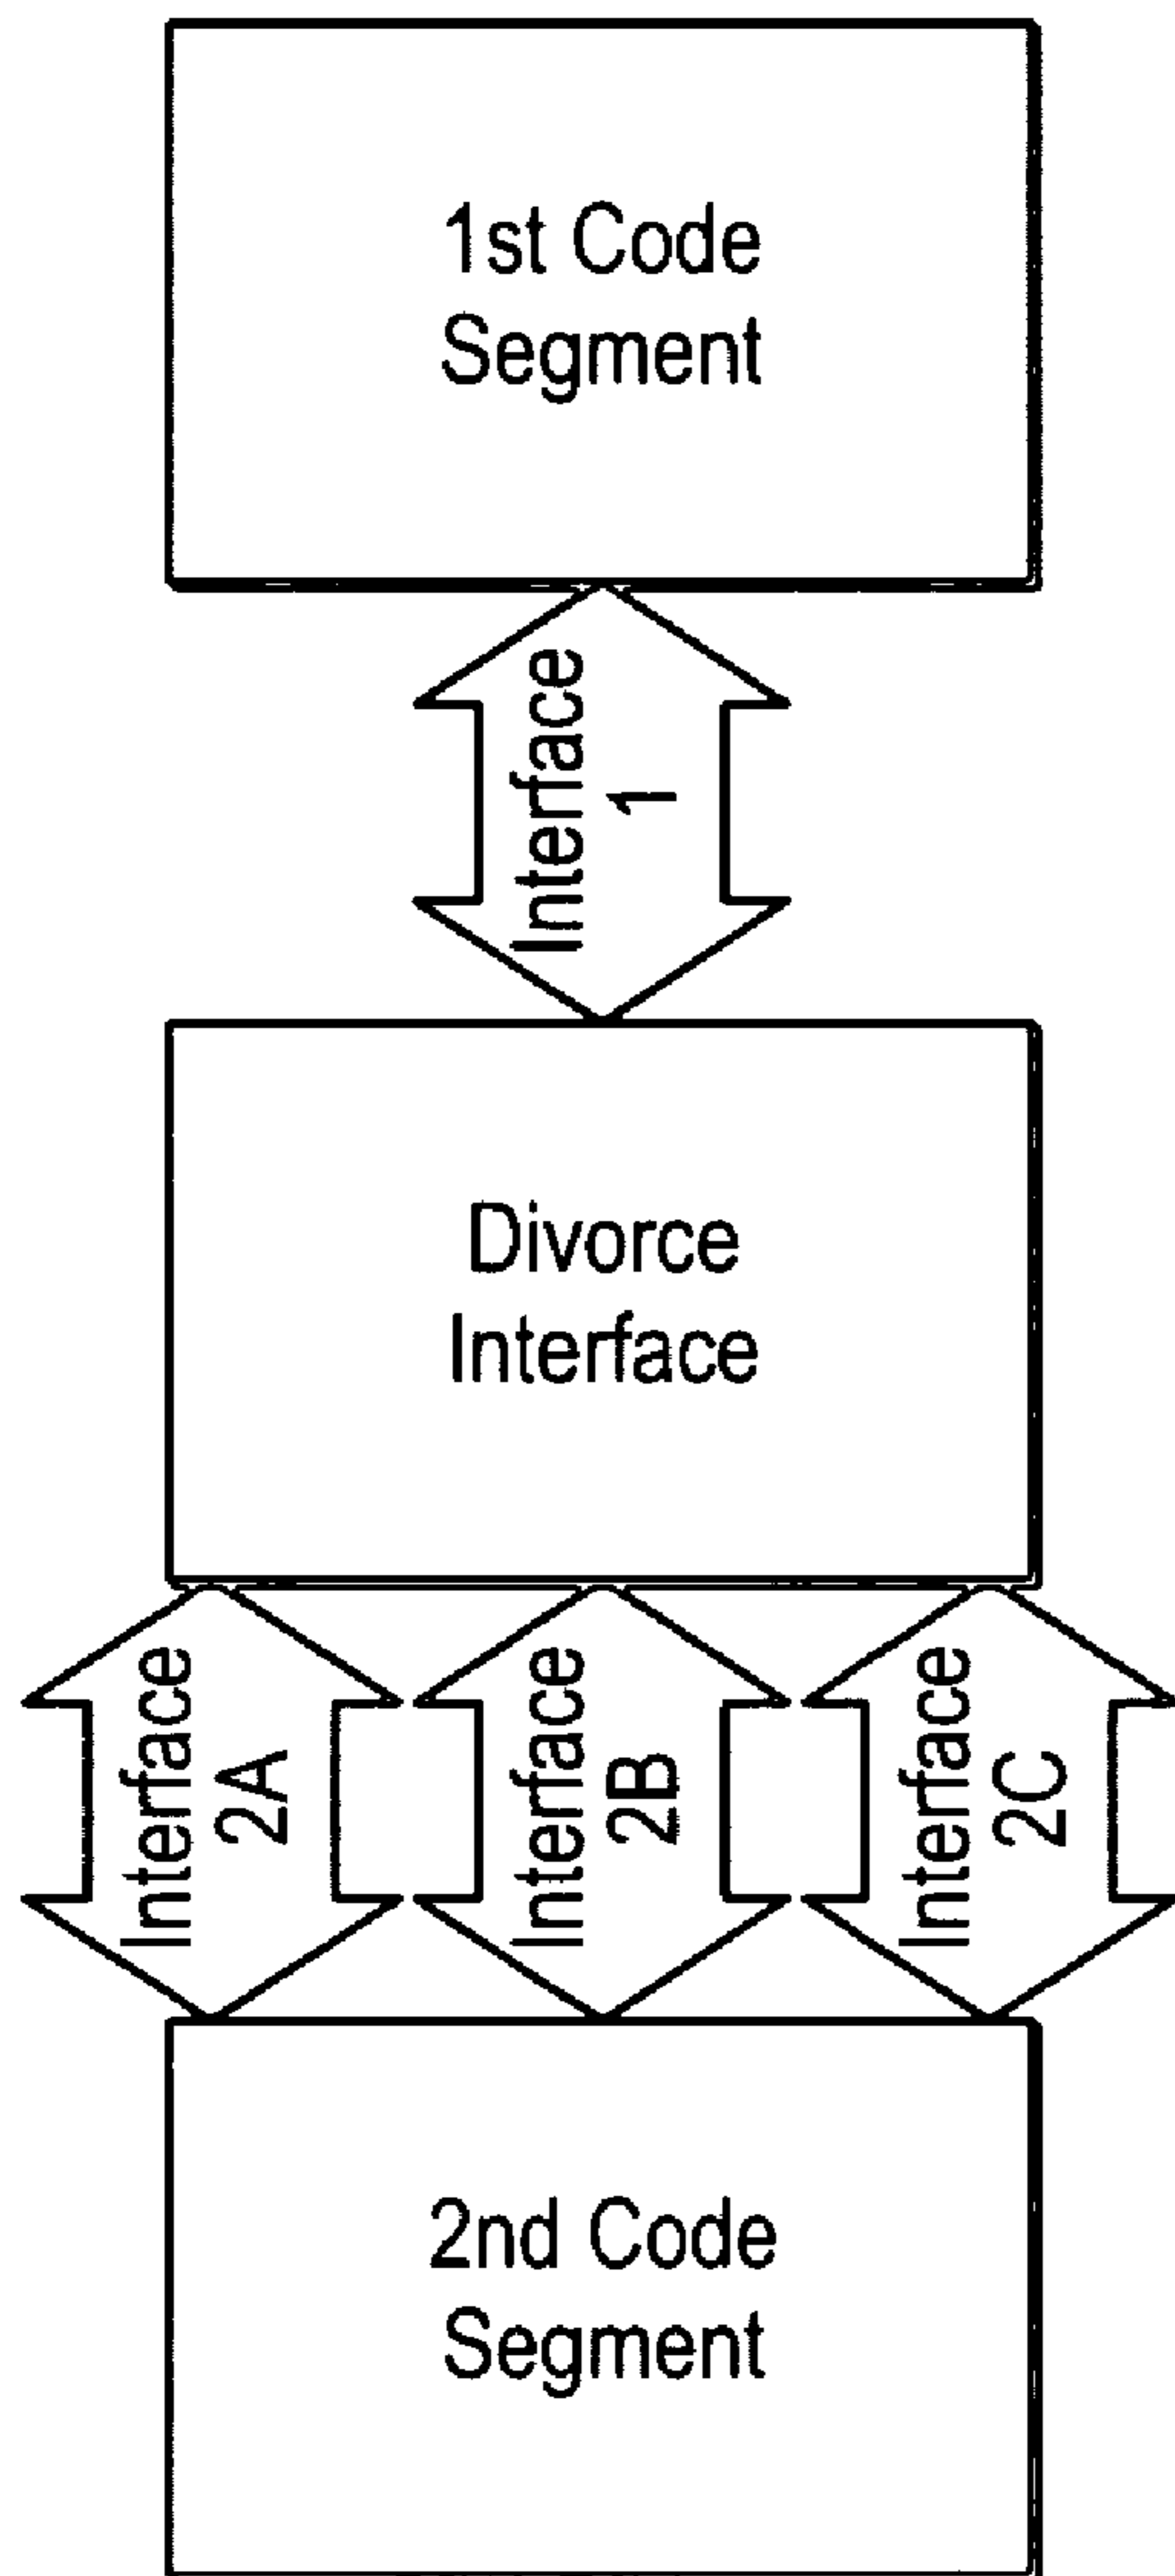 1st Code
Segment
Interface
1
Divorce
Interface
Interface
2A
Interface
2B
Interface
2C
2nd Code
Segment